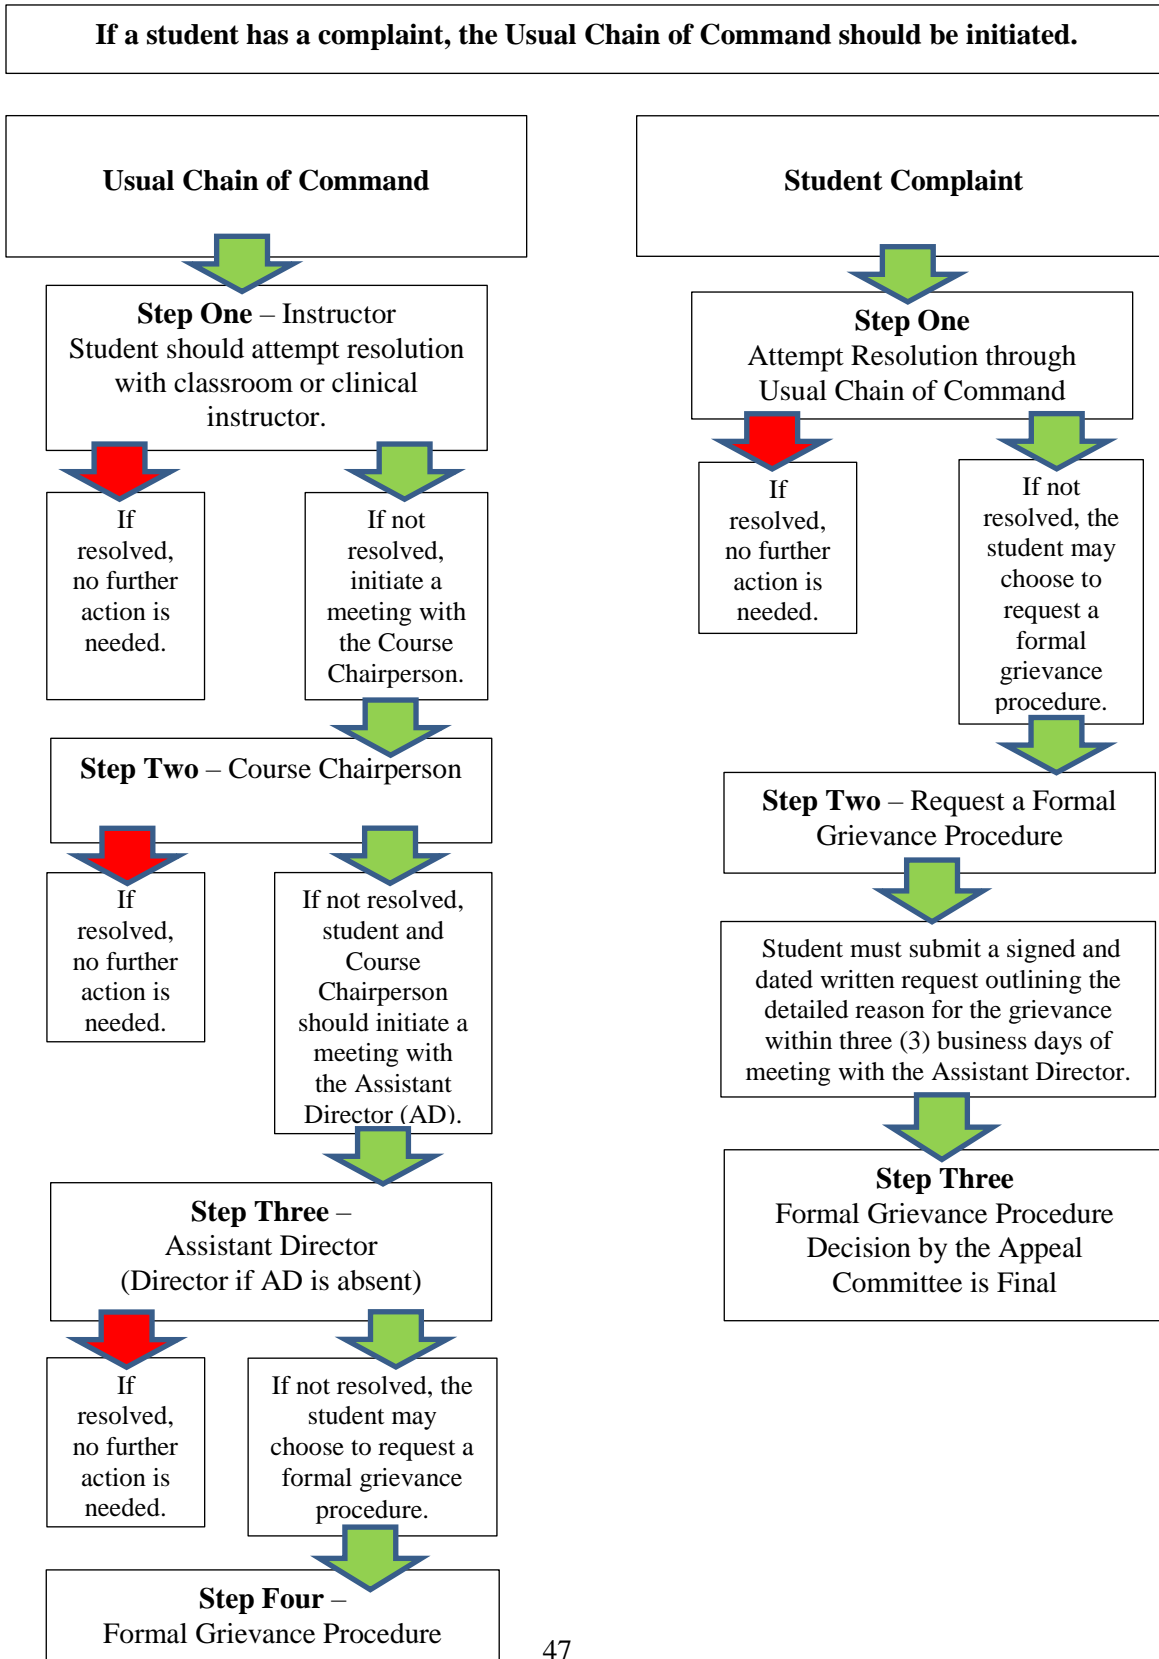 If a student has a complaint, the Usual Chain of Command should be initiated.
Usual Chain of Command
Step One – Instructor
Student should attempt resolution
with classroom or clinical
instructor.
If
resolved,
no further
action is
needed.
If not
resolved,
initiate a
meeting with
the Course
Chairperson.
Step Two – Course Chairperson
If
resolved,
no further
action is
needed.
If not resolved,
student and
Course
Chairperson
should initiate a
meeting with
the Assistant
Director (AD).
Step Three –
Assistant Director
(Director if AD is absent)
If
resolved,
no further
action is
needed.
If not resolved, the
student may
choose to request a
formal grievance
procedure.
Step Four –
Formal Grievance Procedure
Student Complaint
Step One
Attempt Resolution through
Usual Chain of Command
If
resolved,
no further
action is
needed.
If not
resolved, the
student may
choose to
request a
formal
grievance
procedure.
Step Two – Request a Formal
Grievance Procedure
Student must submit a signed and
dated written request outlining the
detailed reason for the grievance
within three (3) business days of
meeting with the Assistant Director.
Step Three
Formal Grievance Procedure
Decision by the Appeal
Committee is Final
47